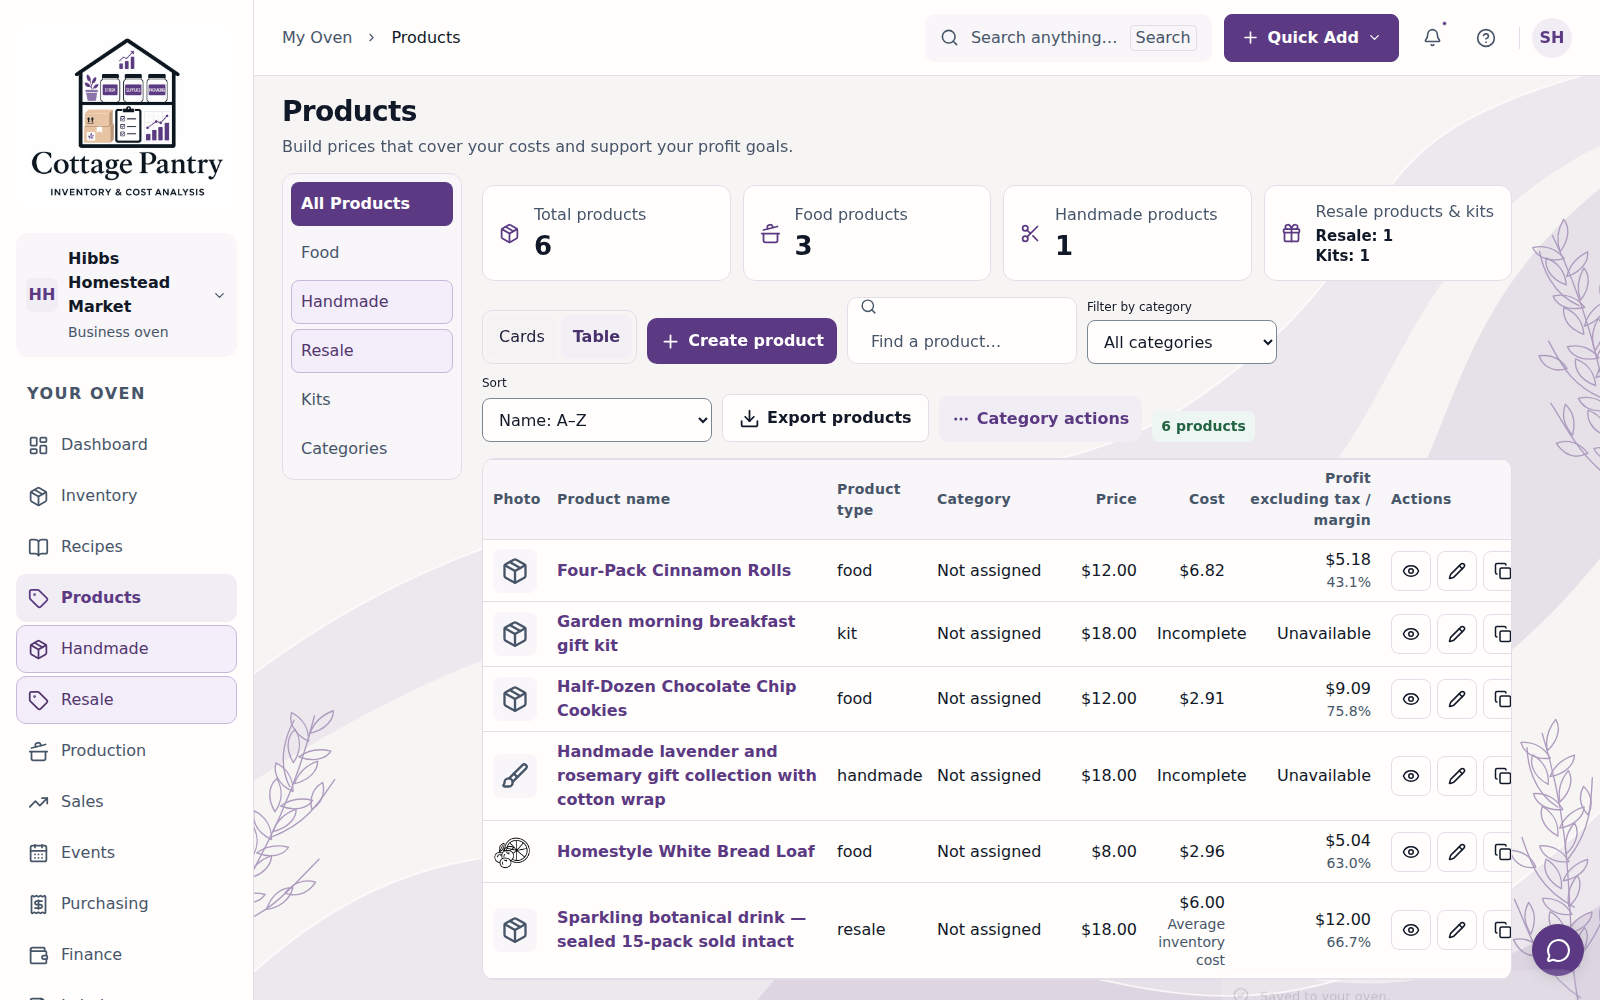 Cottage Pantry
INVENTORY & COST ANALYSIS
HH
Hibbs Homestead Market
Business oven
YOUR OVEN
Dashboard
Inventory
Recipes
Products
Handmade
Resale
Production
Sales
Events
Purchasing
Finance
My Oven > Products
Search anything... Search
+ Quick Add
SH
Products
Build prices that cover your costs and support your profit goals.
All Products
Food
Handmade
Resale
Kits
Categories
Total products
6
Food products
3
Handmade products
1
Resale products & kits
Resale: 1
Kits: 1
Cards Table
+ Create product
Find a product...
Filter by category
All categories
Sort
Name: A–Z
Export products
··· Category actions
6 products
Photo Product name Product type Category Price Cost Profit excluding tax / margin Actions
Four-Pack Cinnamon Rolls food Not assigned $12.00 $6.82 $5.18
43.1%
Garden morning breakfast gift kit kit Not assigned $18.00 Incomplete Unavailable
Half-Dozen Chocolate Chip Cookies food Not assigned $12.00 $2.91 $9.09
75.8%
Handmade lavender and rosemary gift collection with cotton wrap handmade Not assigned $18.00 Incomplete Unavailable
Homestyle White Bread Loaf food Not assigned $8.00 $2.96 $5.04
63.0%
Sparkling botanical drink — sealed 15-pack sold intact resale Not assigned $18.00 $6.00 Average inventory cost $12.00
66.7%
Saved to your oven.